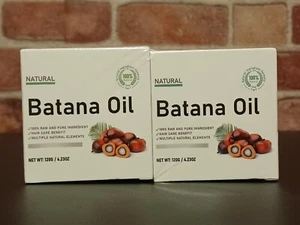 NATURAL
100%
Batana Oil
✓100% RAW AND PURE INGREDIENT
✓HAIR CARE BENEFIT
✓MULTIPLE NATURAL ELEMENTS
NET WT: 120G / 4.23OZ
NATURAL
100%
Batana Oil
✓100% RAW AND PURE INGREDIENT
✓HAIR CARE BENEFIT
✓MULTIPLE NATURAL ELEMENTS
NET WT: 120G / 4.23OZ